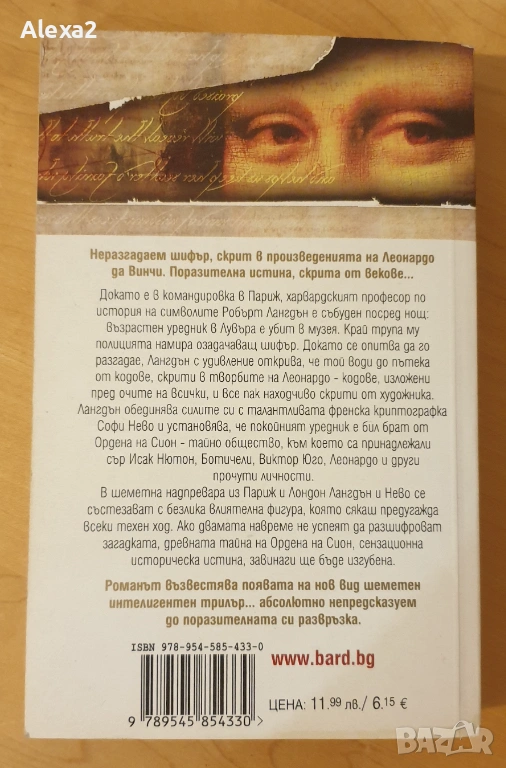 Alexa2
Неразгадаем шифър, скрит в произведенията на Леонардо
да Винчи. Поразителна истина, скрита от векове...
Докато е в командировка в Париж, харвардският професор по
история на символите Робърт Лангдън е събуден посред нощ:
възрастен уредник в Лувъра е убит в музея. Край трупа му
полицията намира озадачаващ шифър. Докато се опитва да го
разгадае, Лангдън с удивление открива, че той води до пътека
от кодове, скрити в творбите на Леонардо - кодове, изложени
пред очите на всички, и все пак находчиво скрити от художника.
Лангдън обединява силите си с талантливата френска криптографка
Софи Нево и установява, че покойният уредник е бил брат от
Ордена на Сион - тайно общество, към което са принадлежали
сър Исак Нютон, Ботичели, Виктор Юго, Леонардо и други
прочути личности.
В шеметна надпревара из Париж и Лондон Лангдън и Нево се
състезават с безлика влиятелна фигура, която сякаш предугажда
всеки техен ход. Ако двамата навреме не успеят да разшифроват
загадката, древната тайна на Ордена на Сион, сензационна
историческа истина, завинаги ще бъде изгубена.
Романът възвестява появата на нов вид шеметен
интелигентен трилър... абсолютно непредсказуем
до поразителната си развръзка.
ISBN 978-954-585-433-0
www.bard.bg
ЦЕНА: 11.99 лв./ 6.15 €
9 789545 854330
БАЗАР